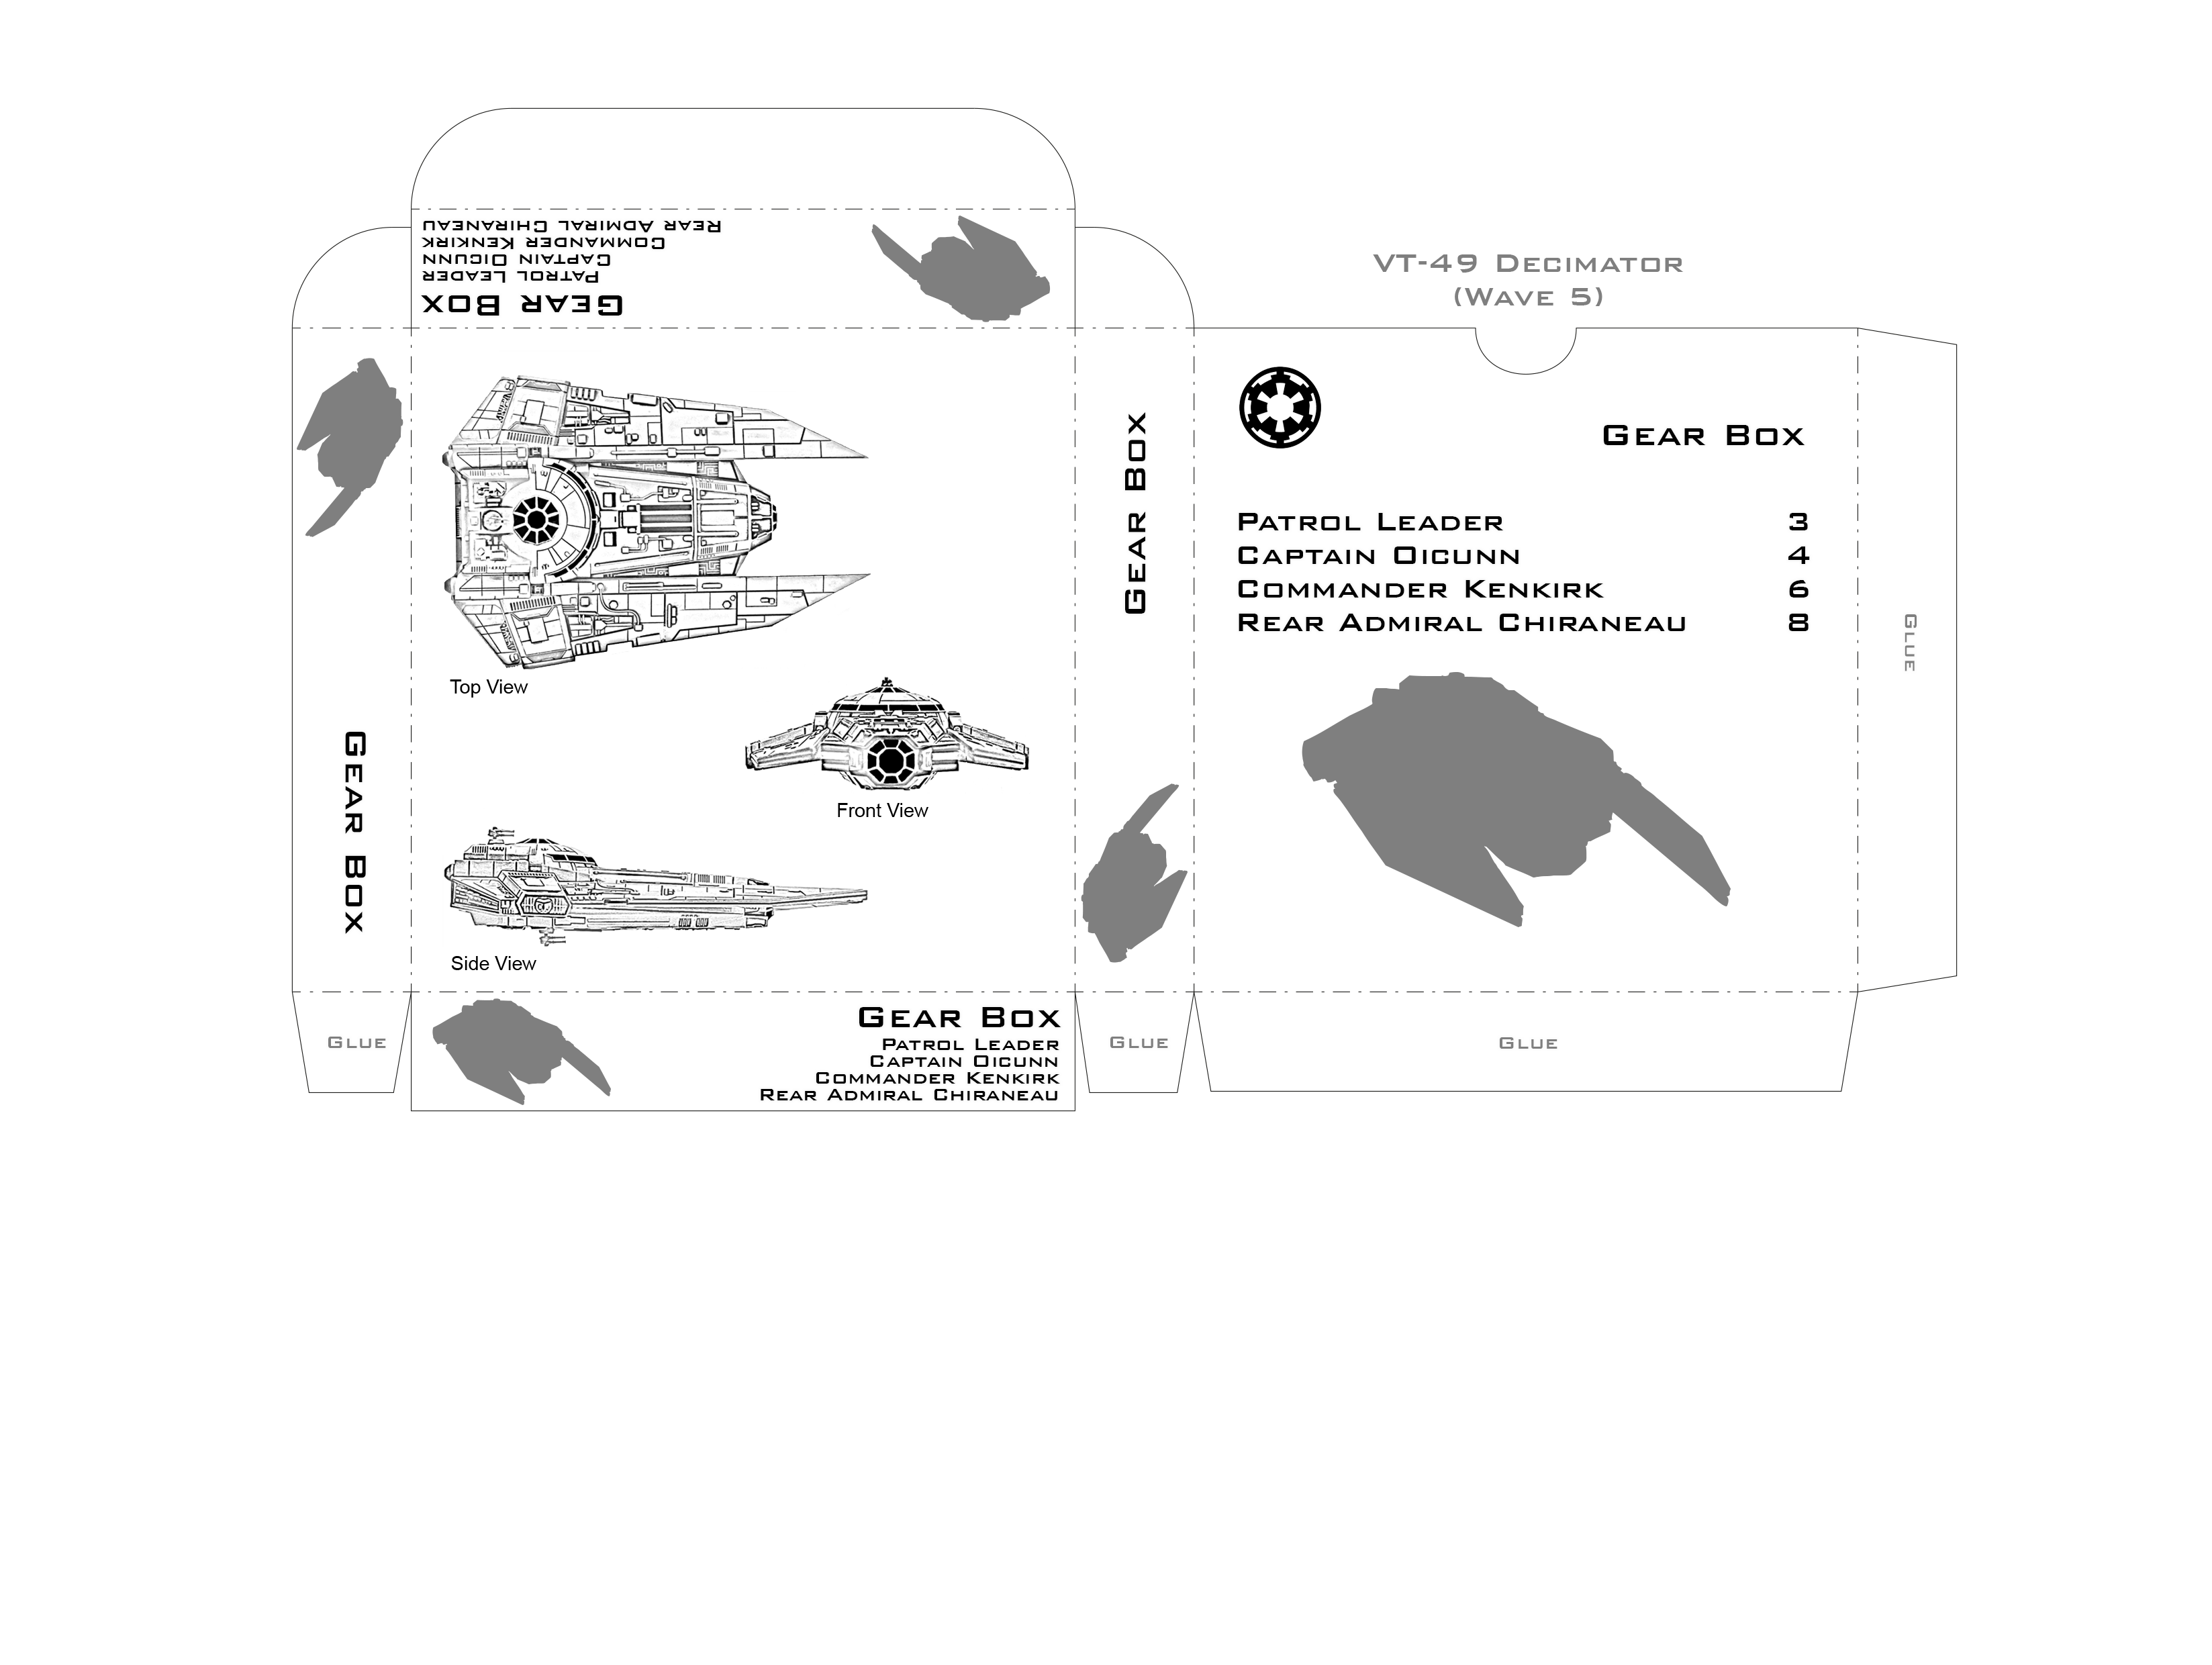 Rear Admiral Chiraneau
Commander Kenkirk
Captain Oicunn
Patrol Leader
Gear Box
VT-49 Decimator
(Wave 5)
Gear Box
Top View
Front View
Side View
Gear Box
Gear Box
Patrol Leader 3
Captain Oicunn 4
Commander Kenkirk 6
Rear Admiral Chiraneau 8
Glue
Glue
Gear Box
Patrol Leader
Captain Oicunn
Commander Kenkirk
Rear Admiral Chiraneau
Glue
Glue